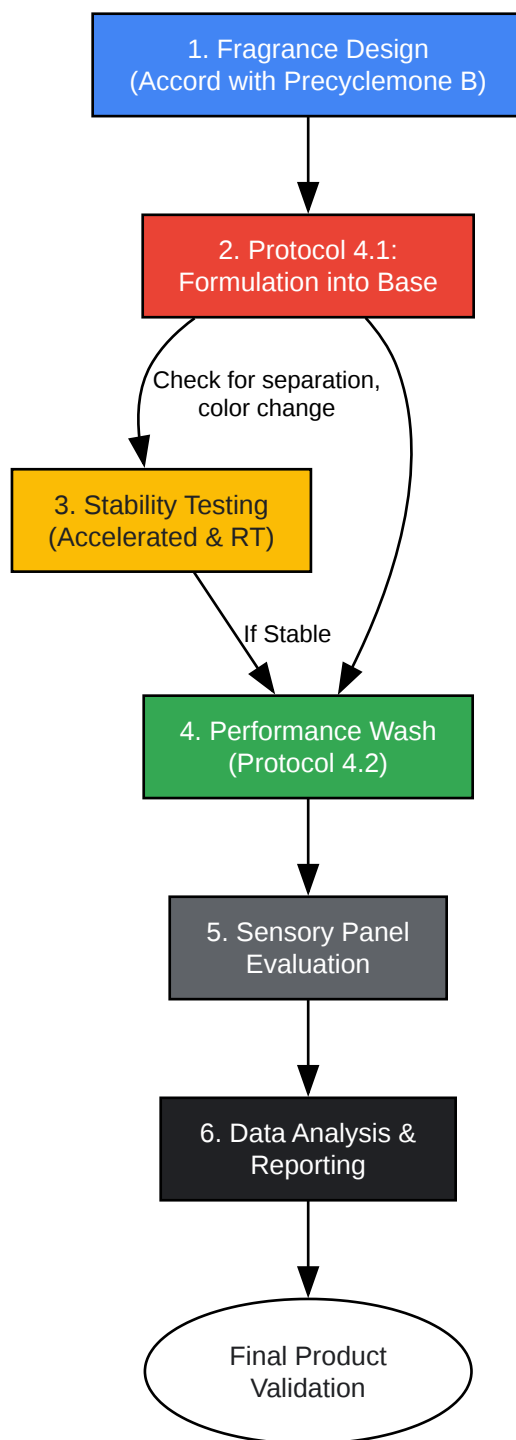 1. Fragrance Design
(Accord with Precyclemone B)
2. Protocol 4.1:
Formulation into Base
Check for separation,
color change
3. Stability Testing
(Accelerated & RT)
If Stable
4. Performance Wash
(Protocol 4.2)
5. Sensory Panel
Evaluation
6. Data Analysis &
Reporting
Final Product
Validation